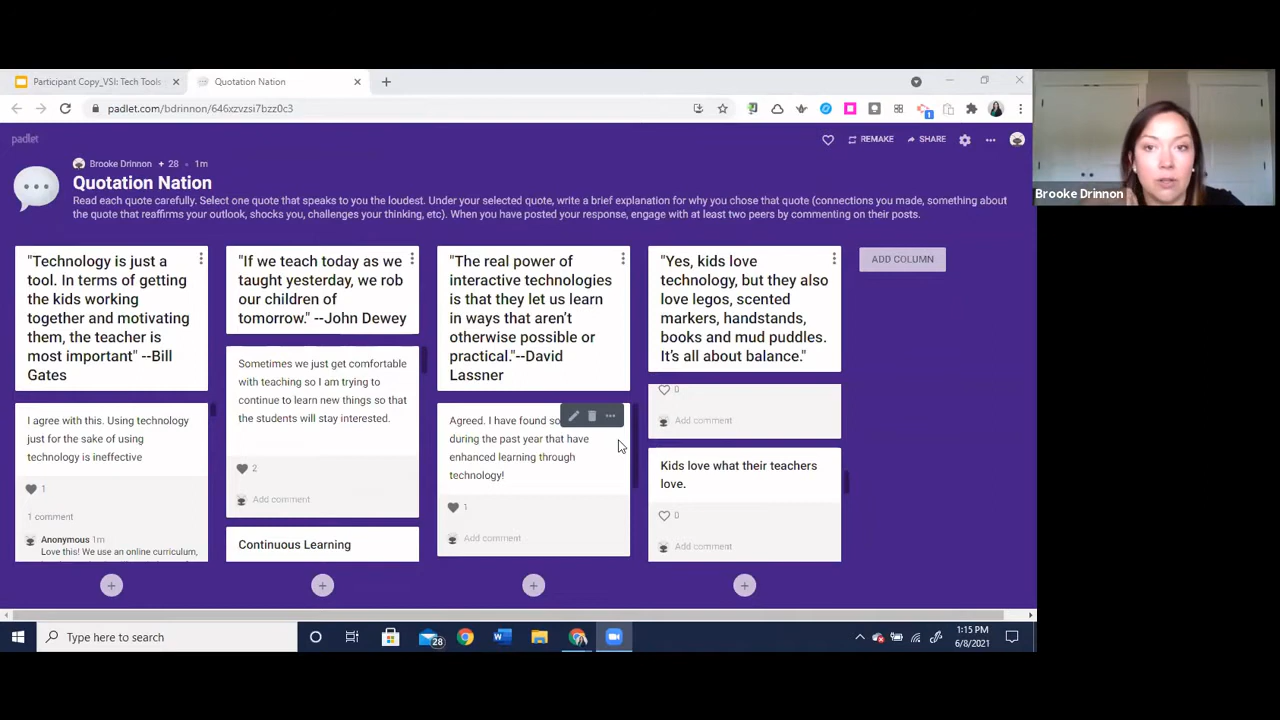 Participant Copy_VSI: Tech Tools
Quotation Nation
padlet.com/bdrinnon/646xzvzsi7bzz0c3
padlet
REMAKE
SHARE
Brooke Drinnon + 28 • 1m
Quotation Nation
Read each quote carefully. Select one quote that speaks to you the loudest. Under your selected quote, write a brief explanation for why you chose that quote (connections you made, something about
the quote that reaffirms your outlook, shocks you, challenges your thinking, etc). When you have posted your response, engage with at least two peers by commenting on their posts.
Brooke Drinnon
"Technology is just a
tool. In terms of getting
the kids working
together and motivating
them, the teacher is
most important" --Bill
Gates
I agree with this. Using technology
just for the sake of using
technology is ineffective
1
1 comment
Anonymous 1m
Love this! We use an online curriculum,
"If we teach today as we
taught yesterday, we rob
our children of
tomorrow." --John Dewey
Sometimes we just get comfortable
with teaching so I am trying to
continue to learn new things so that
the students will stay interested.
2
Add comment
Continuous Learning
"The real power of
interactive technologies
is that they let us learn
in ways that aren't
otherwise possible or
practical."--David
Lassner
Agreed. I have found
during the past year that have
enhanced learning through
technology!
1
Add comment
"Yes, kids love
technology, but they also
love legos, scented
markers, handstands,
books and mud puddles.
It's all about balance."
0
Add comment
Kids love what their teachers
love.
0
Add comment
ADD COLUMN
Type here to search
28
1:15 PM
6/8/2021